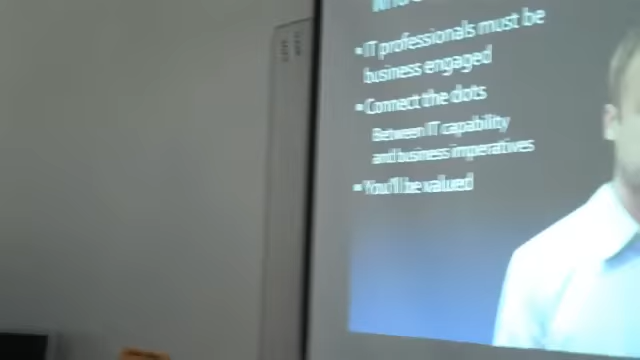 • IT professionals must be
business engaged
• Connect the dots
Between IT capability
and business imperatives
• You'll be valued